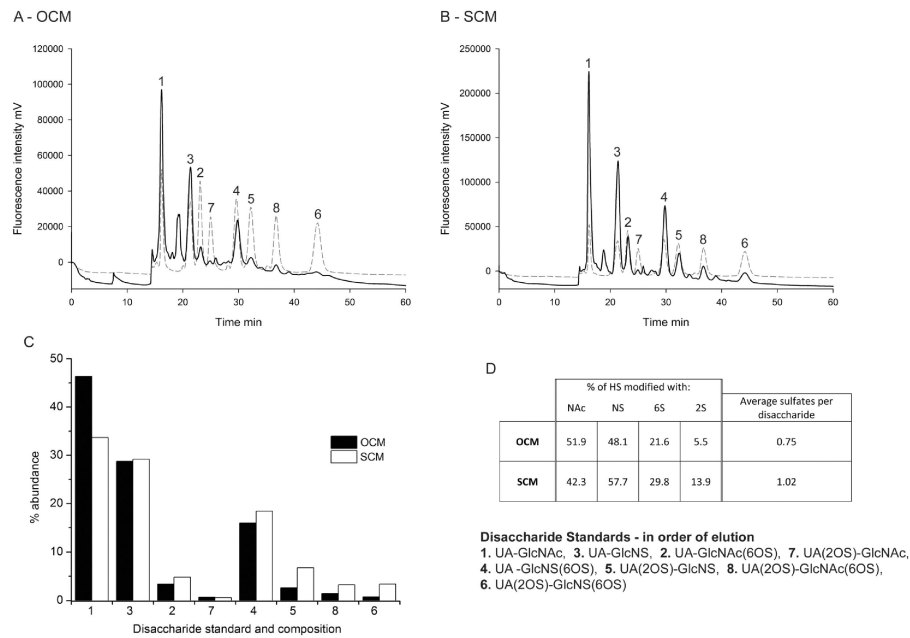 A - OCM
120000
100000
80000
60000
40000
20000
0
Fluorescence intensity mV
1
3
2
7
4
5
8
6
0 10 20 30 40 50 60
Time min
B - SCM
250000
200000
150000
100000
50000
0
Fluorescence intensity mV
1
3
2
7
4
5
8
6
0 10 20 30 40 50 60
Time min
C
50
40
30
20
10
0
% abundance
OCM
SCM
1 3 2 7 4 5 8 6
Disaccharide standard and composition
D
% of HS modified with:
Average sulfates per
disaccharide
NAc NS 6S 2S
OCM 51.9 48.1 21.6 5.5 0.75
SCM 42.3 57.7 29.8 13.9 1.02
Disaccharide Standards - in order of elution
1. UA-GlcNAc, 3. UA-GlcNS, 2. UA-GlcNAc(6OS), 7. UA(2OS)-GlcNAc,
4. UA -GlcNS(6OS), 5. UA(2OS)-GlcNS, 8. UA(2OS)-GlcNAc(6OS),
6. UA(2OS)-GlcNS(6OS)